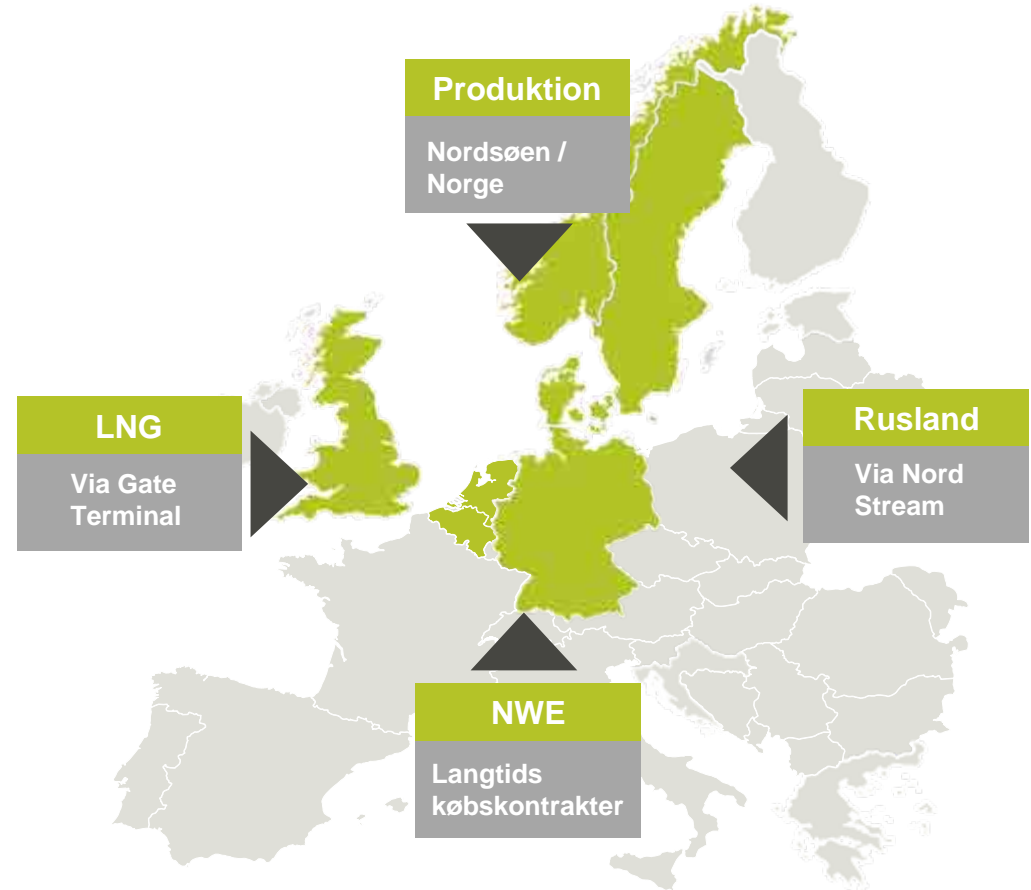 Produktion
Nordsøen /
Norge
LNG
Via Gate
Terminal
Rusland
Via Nord
Stream
NWE
Langtids
købskontrakter